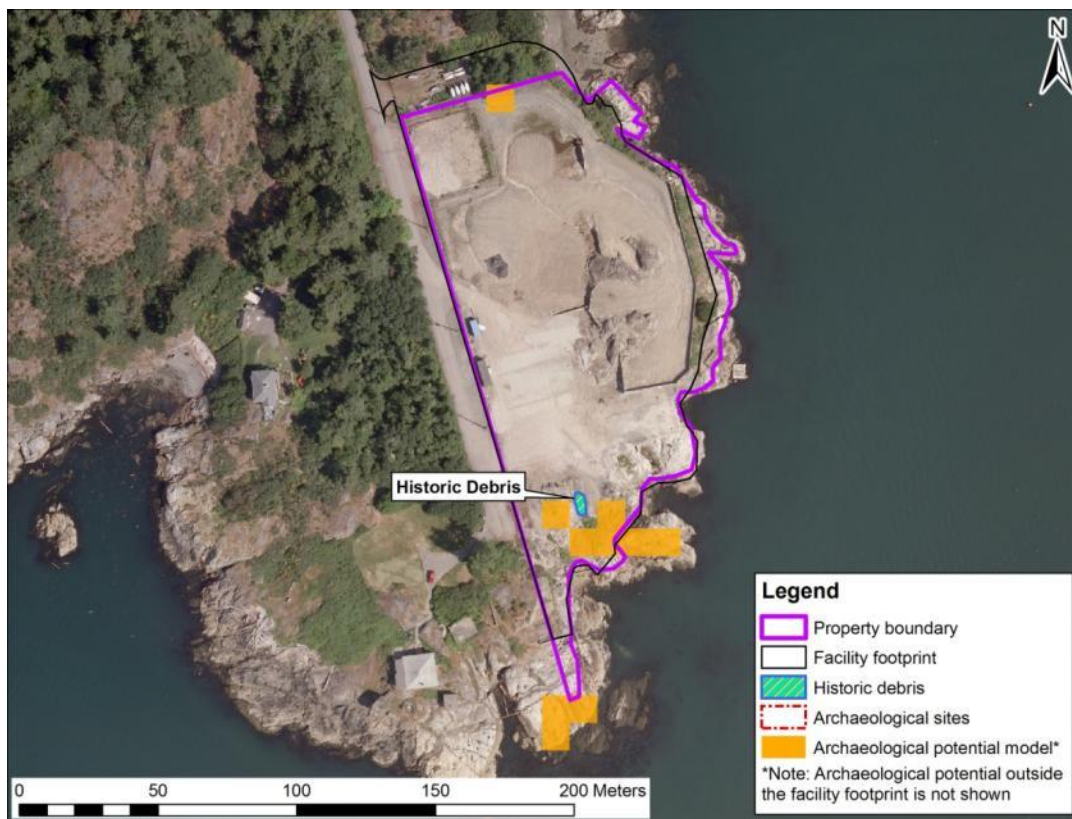 N
Historic Debris
Legend
Property boundary
Facility footprint
Historic debris
Archaeological sites
Archaeological potential model*
*Note: Archaeological potential outside
the facility footprint is not shown
0 50 100 150 200 Meters